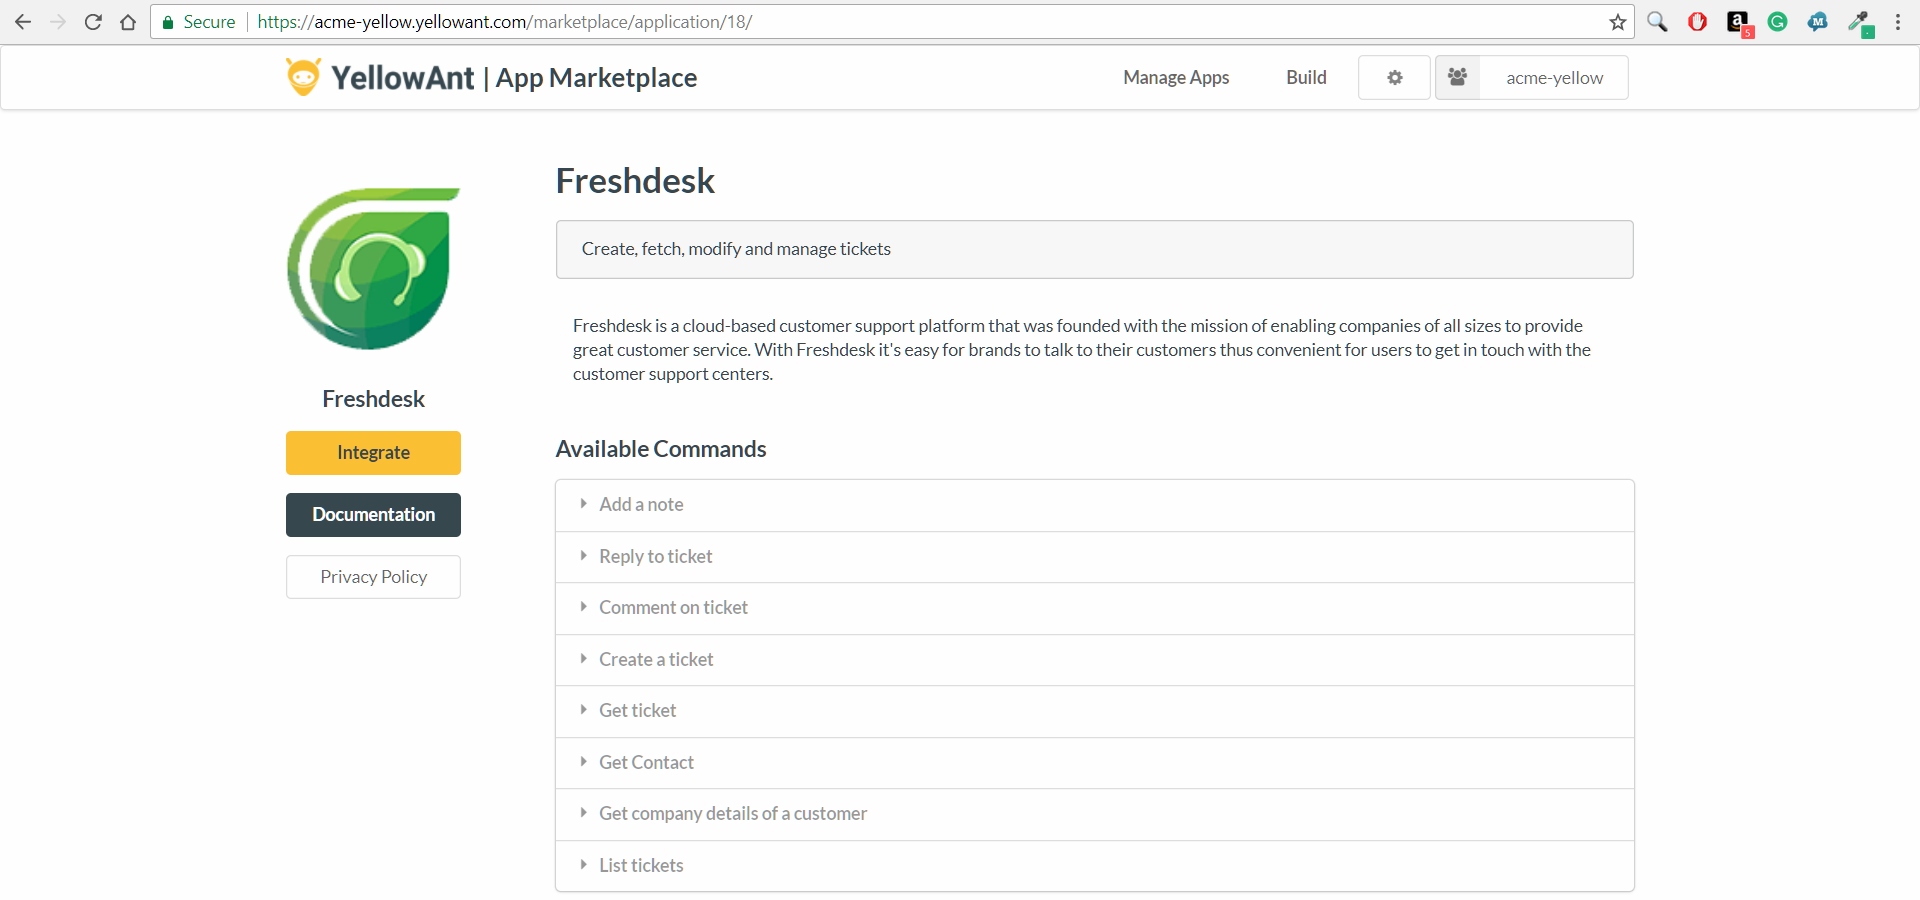 Secure https://acme-yellow.yellowant.com/marketplace/application/18/
a 5 G M
YellowAnt | App Marketplace
Manage Apps
Build
acme-yellow
Freshdesk
Create, fetch, modify and manage tickets
Freshdesk is a cloud-based customer support platform that was founded with the mission of enabling companies of all sizes to provide
great customer service. With Freshdesk it's easy for brands to talk to their customers thus convenient for users to get in touch with the
customer support centers.
Freshdesk
Integrate
Documentation
Privacy Policy
Available Commands
Add a note
Reply to ticket
Comment on ticket
Create a ticket
Get ticket
Get Contact
Get company details of a customer
List tickets